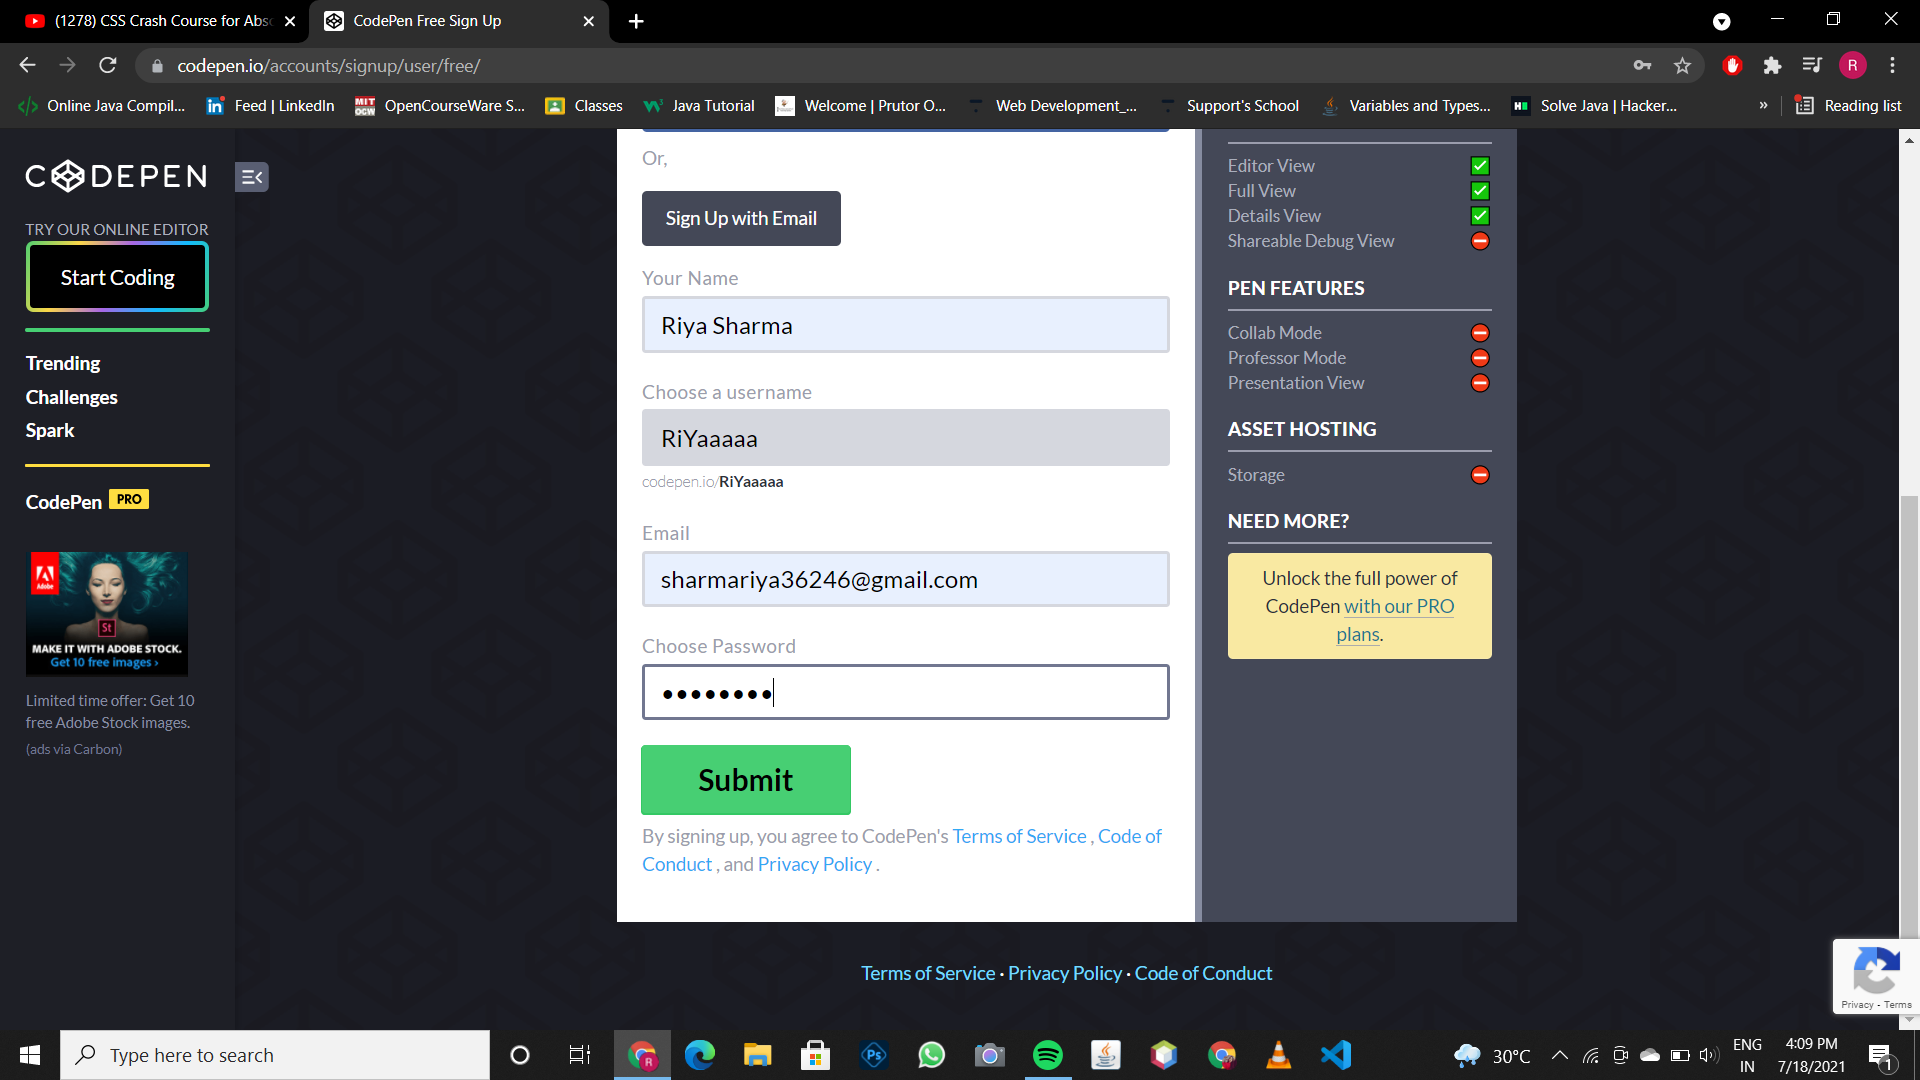 (1278) CSS Crash Course for Abso
CodePen Free Sign Up
codepen.io/accounts/signup/user/free/
R
Online Java Compil...
Feed | LinkedIn
MIT OCW
OpenCourseWare S...
Classes
Java Tutorial
Welcome | Prutor O...
Web Development_...
Support's School
Variables and Types...
Solve Java | Hacker...
»
Reading list
CODEPEN
TRY OUR ONLINE EDITOR
Start Coding
Trending
Challenges
Spark
CodePen PRO
Adobe
St
MAKE IT WITH ADOBE STOCK.
Get 10 free images ›
Limited time offer: Get 10
free Adobe Stock images.
(ads via Carbon)
Or,
Sign Up with Email
Your Name
Riya Sharma
Choose a username
RiYaaaaa
codepen.io/RiYaaaaa
Email
sharmariya36246@gmail.com
Choose Password
••••••••
Submit
By signing up, you agree to CodePen's Terms of Service , Code of
Conduct , and Privacy Policy .
Editor View
Full View
Details View
Shareable Debug View
PEN FEATURES
Collab Mode
Professor Mode
Presentation View
ASSET HOSTING
Storage
NEED MORE?
Unlock the full power of
CodePen with our PRO
plans.
Terms of Service · Privacy Policy · Code of Conduct
Privacy - Terms
Type here to search
R
Ps
30°C
ENG
IN
4:09 PM
7/18/2021
1